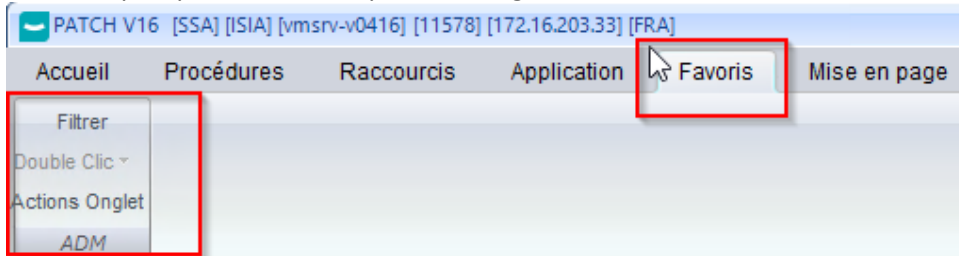 PATCH V16 [SSA] [ISIA] [vmsrv-v0416] [11578] [172.16.203.33] [FRA]
Accueil Procédures Raccourcis Application Favoris Mise en page
Filtrer
Double Clic
Actions Onglet
ADM